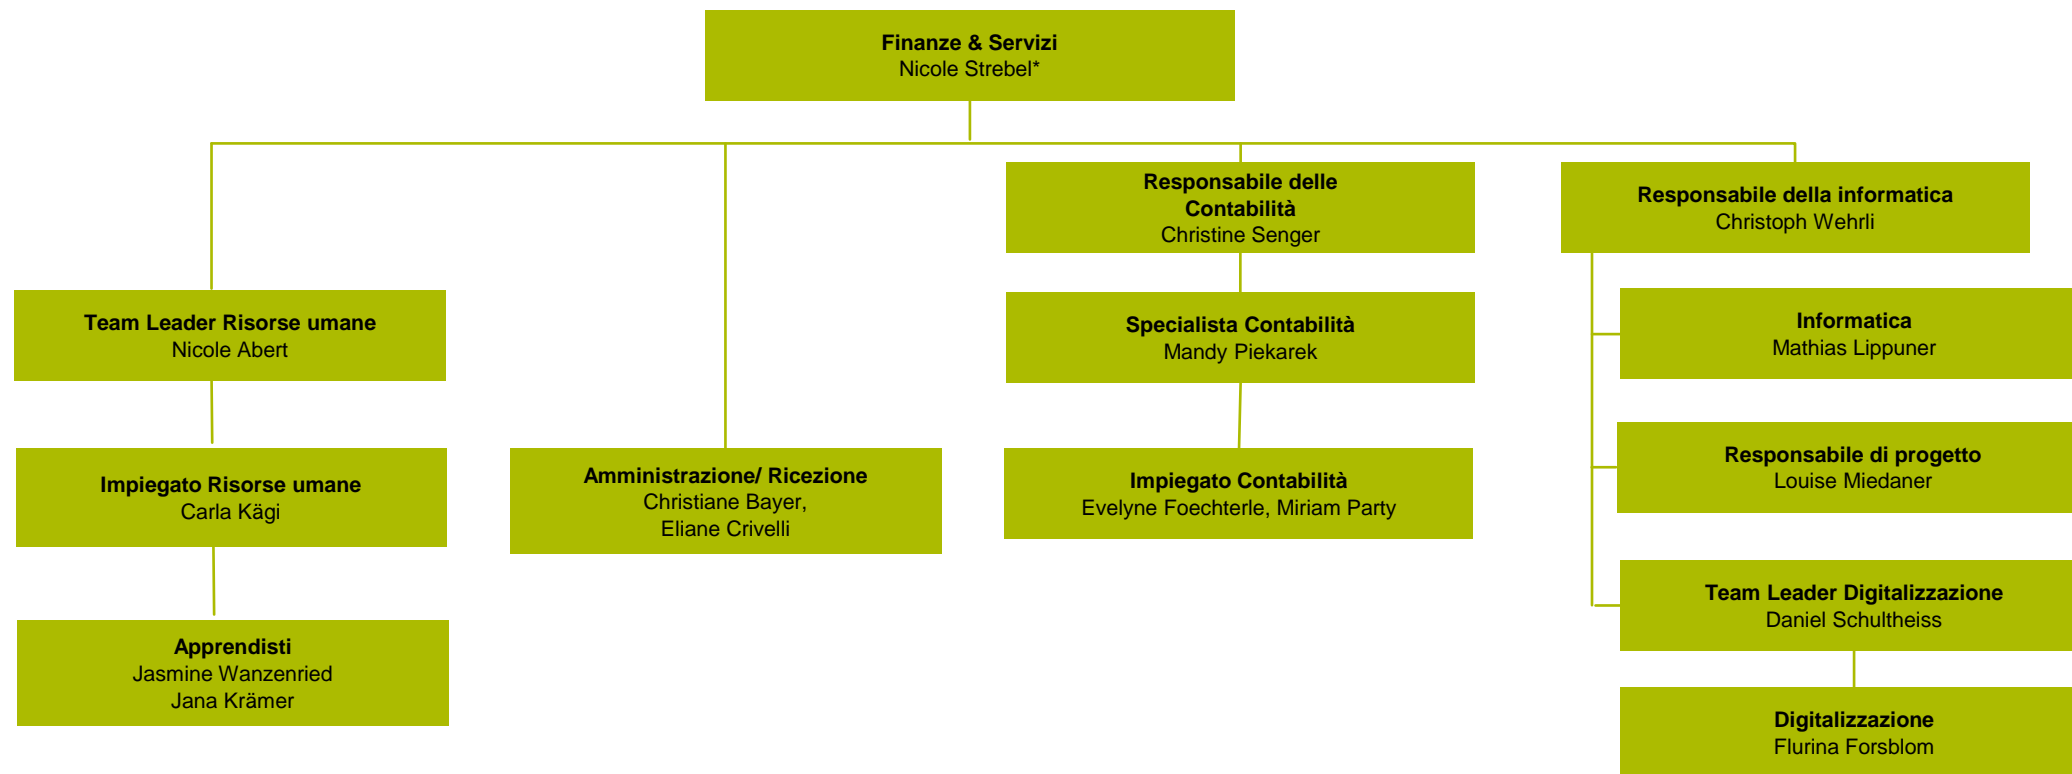 Finanze & Servizi
Nicole Strebel*
Responsabile delle
Contabilità
Christine Senger
Responsabile della informatica
Christoph Wehrli
Team Leader Risorse umane
Nicole Abert
Specialista Contabilità
Mandy Piekarek
Informatica
Mathias Lippuner
Impiegato Risorse umane
Carla Kägi
Amministrazione/ Ricezione
Christiane Bayer,
Eliane Crivelli
Impiegato Contabilità
Evelyne Foechterle, Miriam Party
Responsabile di progetto
Louise Miedaner
Team Leader Digitalizzazione
Daniel Schultheiss
Apprendisti
Jasmine Wanzenried
Jana Krämer
Digitalizzazione
Flurina Forsblom